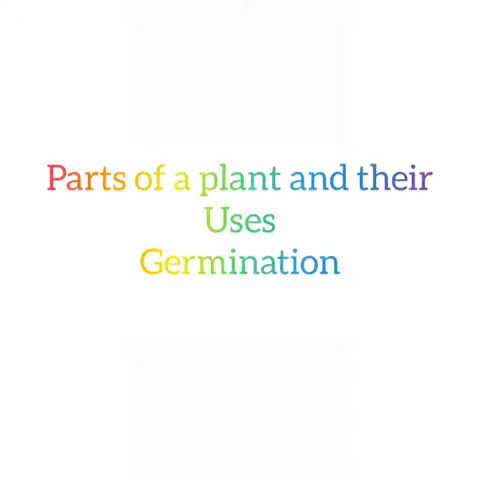 Parts of a plant and their
Uses
Germination